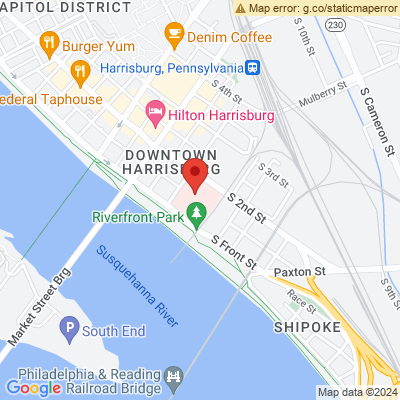 APITOL DISTRICT
Map error: g.co/staticmaperror
Burger Yum
Denim Coffee
230
S 10th St
Harrisburg, Pennsylvania
S 4th St
Mulberry St
S Cameron St
ederal Taphouse
Hilton Harrisburg
DOWNTOWN
HARRISBURG
S 3rd St
S 2nd St
Riverfront Park
S Front St
Susquehanna River
Paxton St
S 9th St
Market Street Brg
Race St
South End
SHIPOKE
Philadelphia & Reading
Railroad Bridge
Google
Map data ©2024